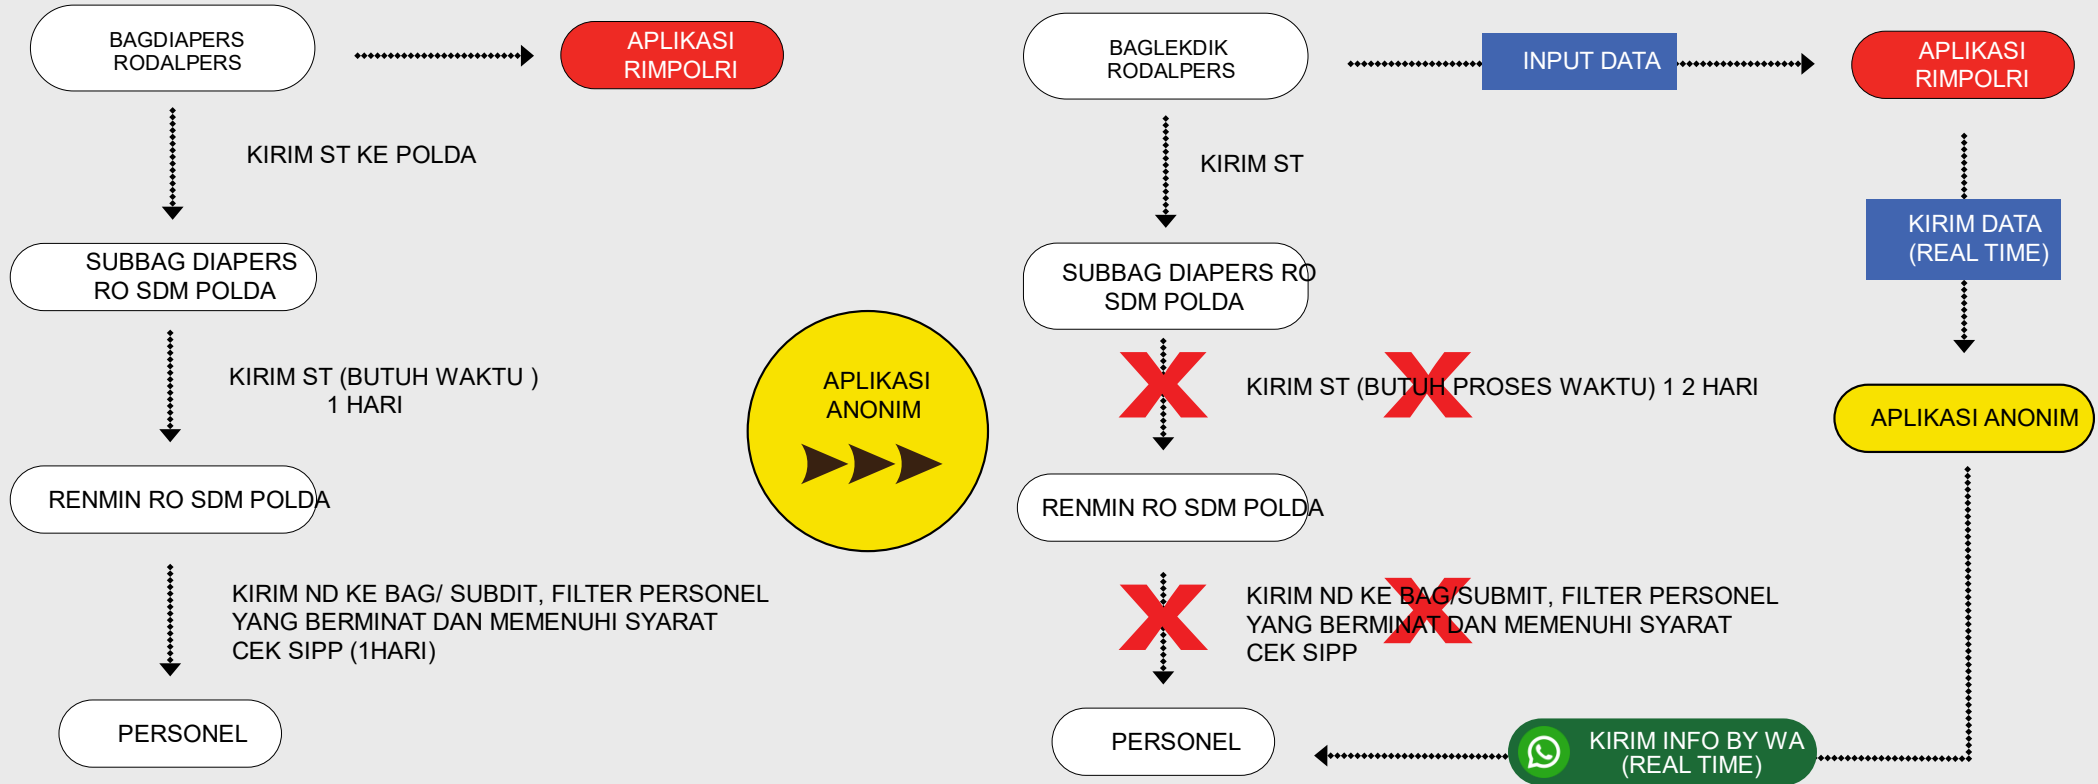 BAGDIAPERS
RODALPERS
APLIKASI
RIMPOLRI
KIRIM ST KE POLDA
SUBBAG DIAPERS
RO SDM POLDA
KIRIM ST (BUTUH WAKTU )
1 HARI
RENMIN RO SDM POLDA
KIRIM ND KE BAG/ SUBDIT, FILTER PERSONEL
YANG BERMINAT DAN MEMENUHI SYARAT
CEK SIPP (1HARI)
PERSONEL
APLIKASI
ANONIM
BAGLEKDIK
RODALPERS
INPUT DATA
APLIKASI
RIMPOLRI
KIRIM ST
KIRIM DATA
(REAL TIME)
SUBBAG DIAPERS RO
SDM POLDA
KIRIM ST (BUTUH PROSES WAKTU) 1 2 HARI
APLIKASI ANONIM
RENMIN RO SDM POLDA
KIRIM ND KE BAG/SUBMIT, FILTER PERSONEL
YANG BERMINAT DAN MEMENUHI SYARAT
CEK SIPP
PERSONEL
KIRIM INFO BY WA
(REAL TIME)